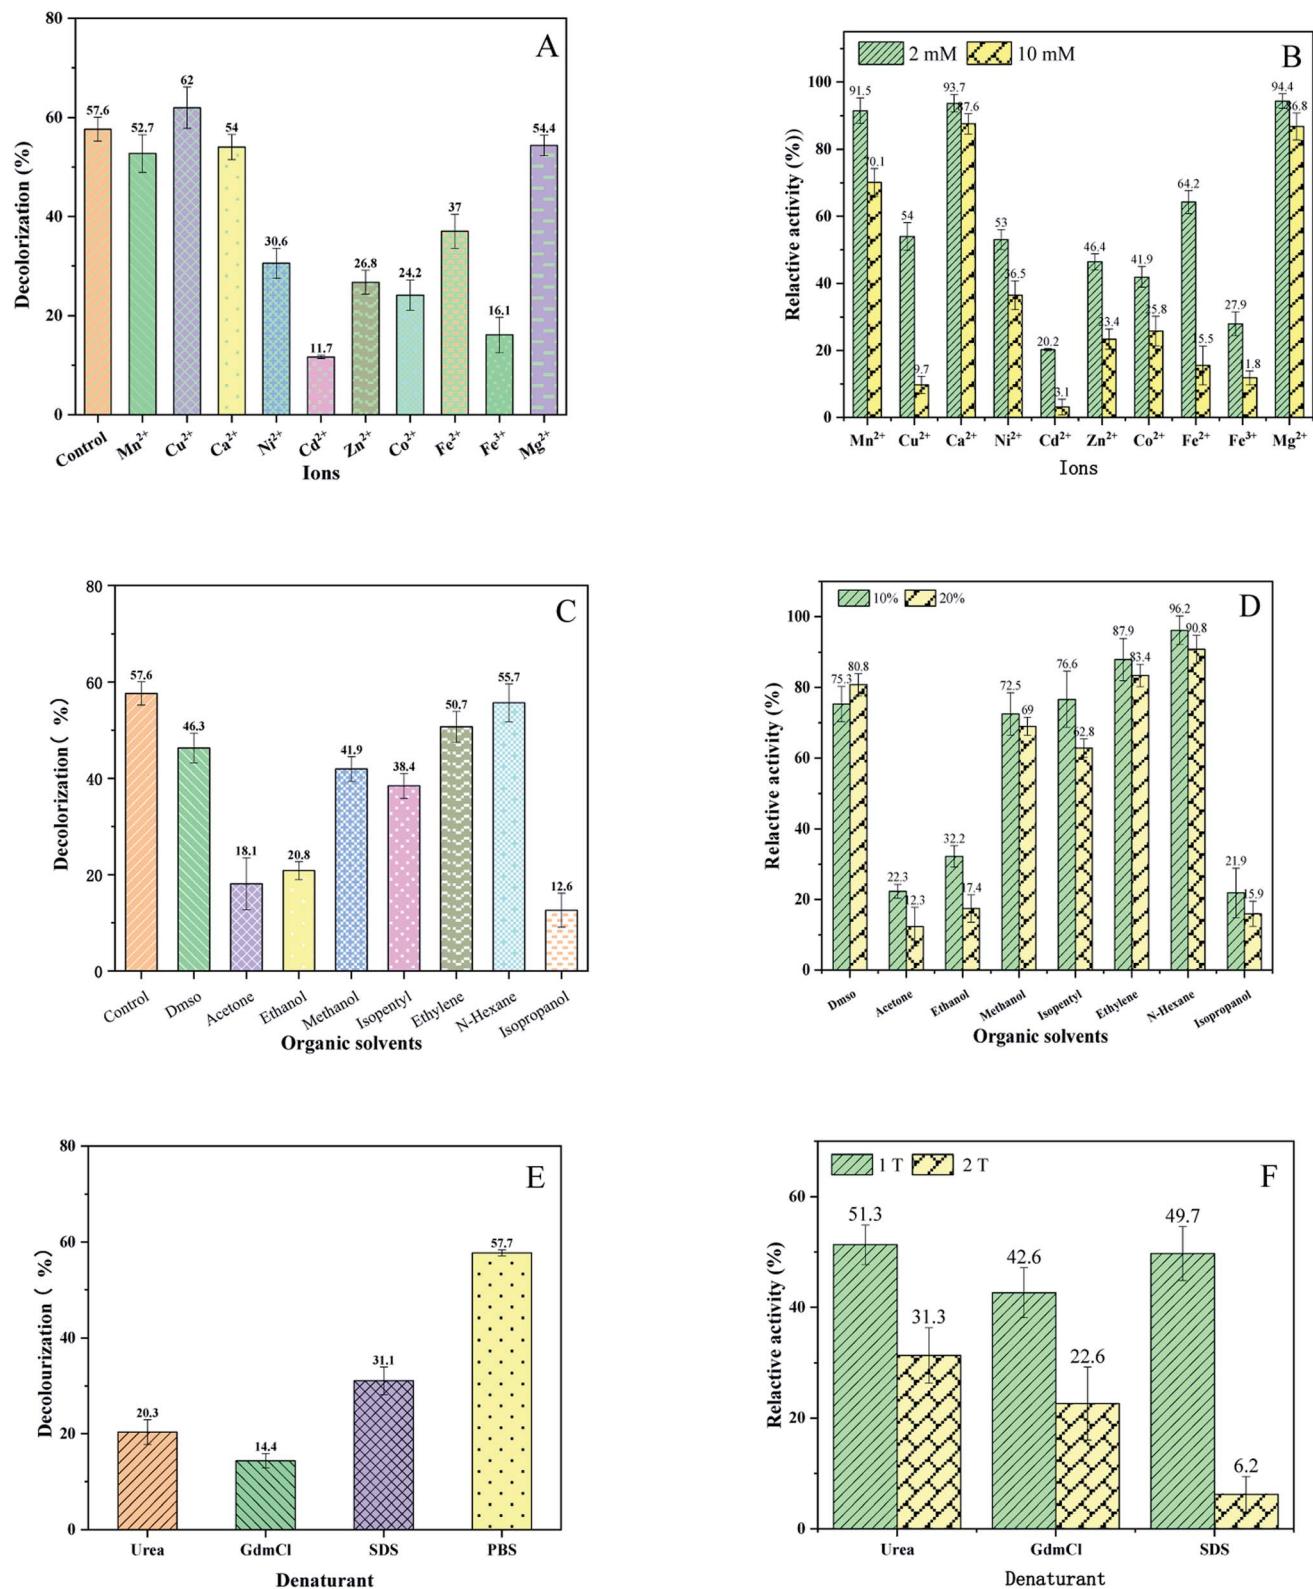 A
Decolorization (%)
80
60
40
20
0
57.6
52.7
62
54
30.6
11.7
26.8
24.2
37
16.1
54.4
Control
Mn²⁺
Cu²⁺
Ca²⁺
Ni²⁺
Cd²⁺
Zn²⁺
Co²⁺
Fe²⁺
Fe³⁺
Mg²⁺
Ions
B
2 mM
10 mM
Relactive activity (%))
100
80
60
40
20
0
91.5
70.1
54
9.7
93.7
87.6
53
36.5
20.2
3.1
46.4
23.4
41.9
25.8
64.2
15.5
27.9
11.8
94.4
86.8
Mn²⁺
Cu²⁺
Ca²⁺
Ni²⁺
Cd²⁺
Zn²⁺
Co²⁺
Fe²⁺
Fe³⁺
Mg²⁺
Ions
C
Decolorization( %)
80
60
40
20
0
57.6
46.3
18.1
20.8
41.9
38.4
50.7
55.7
12.6
Control
Dmso
Acetone
Ethanol
Methanol
Isopentyl
Ethylene
N-Hexane
Isopropanol
Organic solvents
D
10%
20%
Relactive activity (%)
100
80
60
40
20
0
75.3
80.8
22.3
12.3
32.2
17.4
72.5
69
76.6
62.8
87.9
83.4
96.2
90.8
21.9
15.9
Dmso
Acetone
Ethanol
Methanol
Isopentyl
Ethylene
N-Hexane
Isopropanol
Organic solvents
E
Decolourization( %)
80
60
40
20
0
20.3
14.4
31.1
57.7
Urea
GdmCl
SDS
PBS
Denaturant
F
1 T
2 T
Relactive activity (%)
60
40
20
0
51.3
31.3
42.6
22.6
49.7
6.2
Urea
GdmCl
SDS
Denaturant